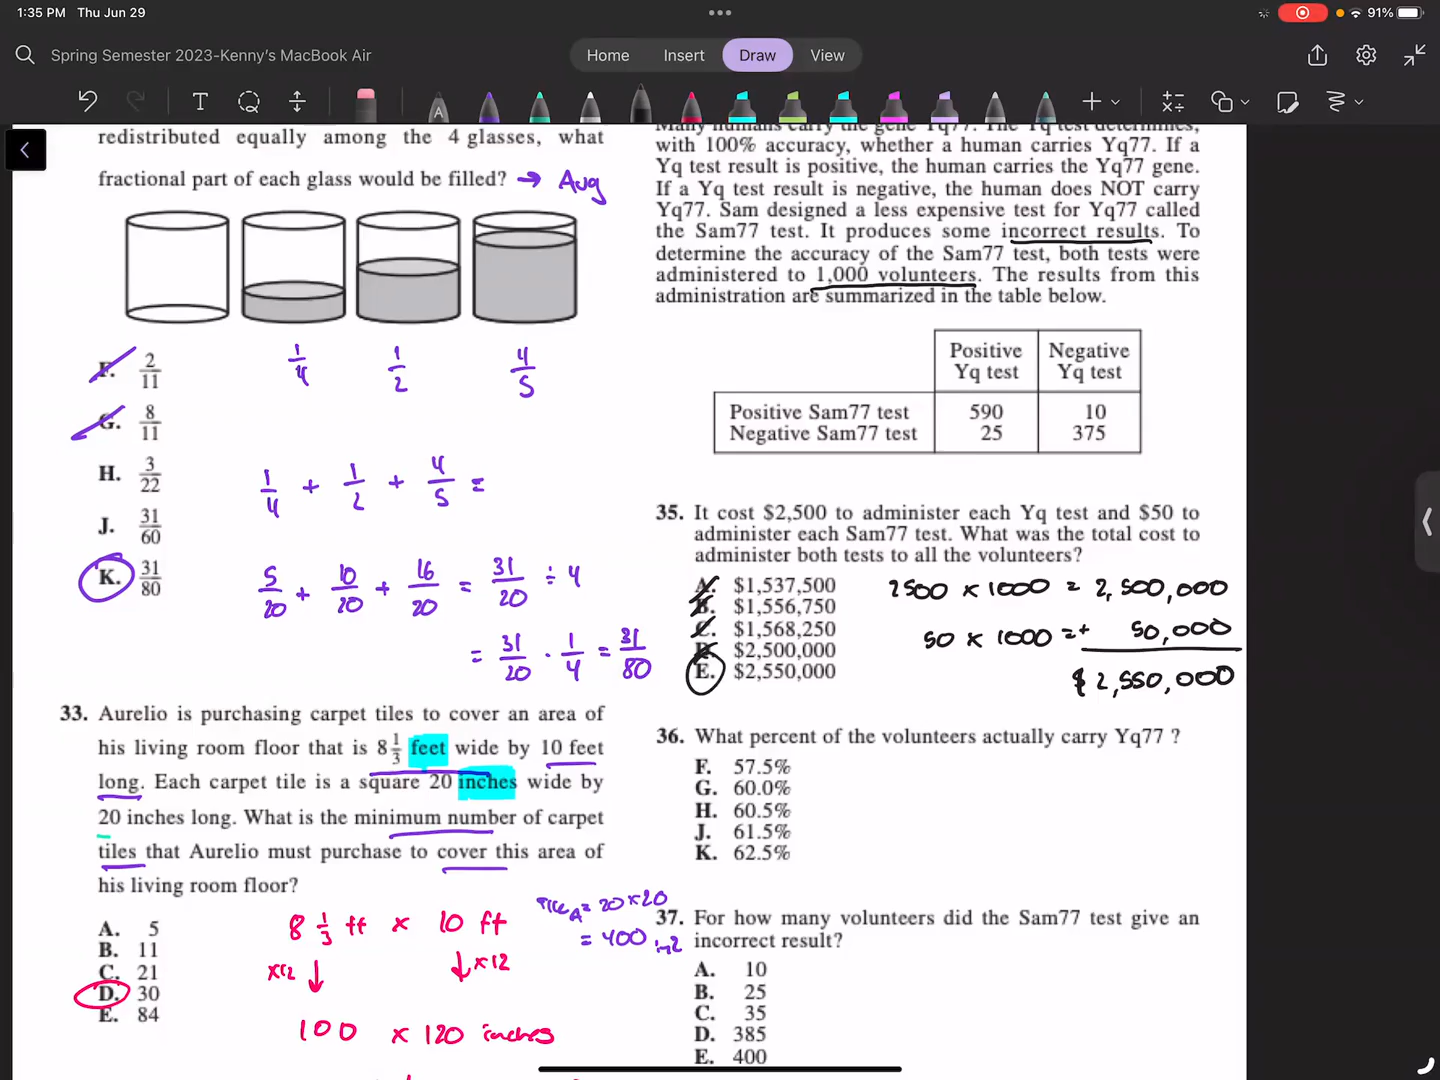 1:35 PM Thu Jun 29
91%
Spring Semester 2023-Kenny's MacBook Air
Home Insert Draw View
T
A
redistributed equally among the 4 glasses, what
fractional part of each glass would be filled? → Avg
1/4 1/2 4/5
F. 2/11
G. 8/11
H. 3/22
J. 31/60
K. 31/80
1/4 + 1/2 + 4/5 =
5/20 + 10/20 + 16/20 = 31/20 ÷ 4
= 31/20 · 1/4 = 31/80
33. Aurelio is purchasing carpet tiles to cover an area of
his living room floor that is 8 1/3 feet wide by 10 feet
long. Each carpet tile is a square 20 inches wide by
20 inches long. What is the minimum number of carpet
tiles that Aurelio must purchase to cover this area of
his living room floor?
A. 5
B. 11
C. 21
D. 30
E. 84
8 1/3 ft x 10 ft
x12 ↓ ↓ x12
100 x 120 inches
A = 20 x 20
= 400 in2
Many humans carry the gene Yq77. The Yq test determines,
with 100% accuracy, whether a human carries Yq77. If a
Yq test result is positive, the human carries the Yq77 gene.
If a Yq test result is negative, the human does NOT carry
Yq77. Sam designed a less expensive test for Yq77 called
the Sam77 test. It produces some incorrect results. To
determine the accuracy of the Sam77 test, both tests were
administered to 1,000 volunteers. The results from this
administration are summarized in the table below.
Positive Negative
Yq test Yq test
Positive Sam77 test 590 10
Negative Sam77 test 25 375
35. It cost $2,500 to administer each Yq test and $50 to
administer each Sam77 test. What was the total cost to
administer both tests to all the volunteers?
A. $1,537,500
B. $1,556,750
C. $1,568,250
D. $2,500,000
E. $2,550,000
2500 x 1000 = 2,500,000
50 x 1000 = + 50,000
$2,550,000
36. What percent of the volunteers actually carry Yq77 ?
F. 57.5%
G. 60.0%
H. 60.5%
J. 61.5%
K. 62.5%
37. For how many volunteers did the Sam77 test give an
incorrect result?
A. 10
B. 25
C. 35
D. 385
E. 400